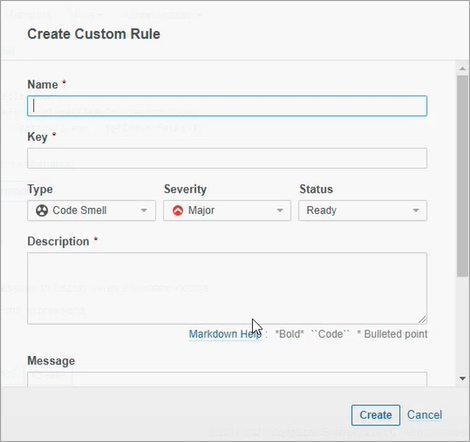 Create Custom Rule
Name *
Key *
Type Severity Status
Code Smell Major Ready
Description *
Markdown Help : *Bold* ``Code`` * Bulleted point
Message
Create Cancel